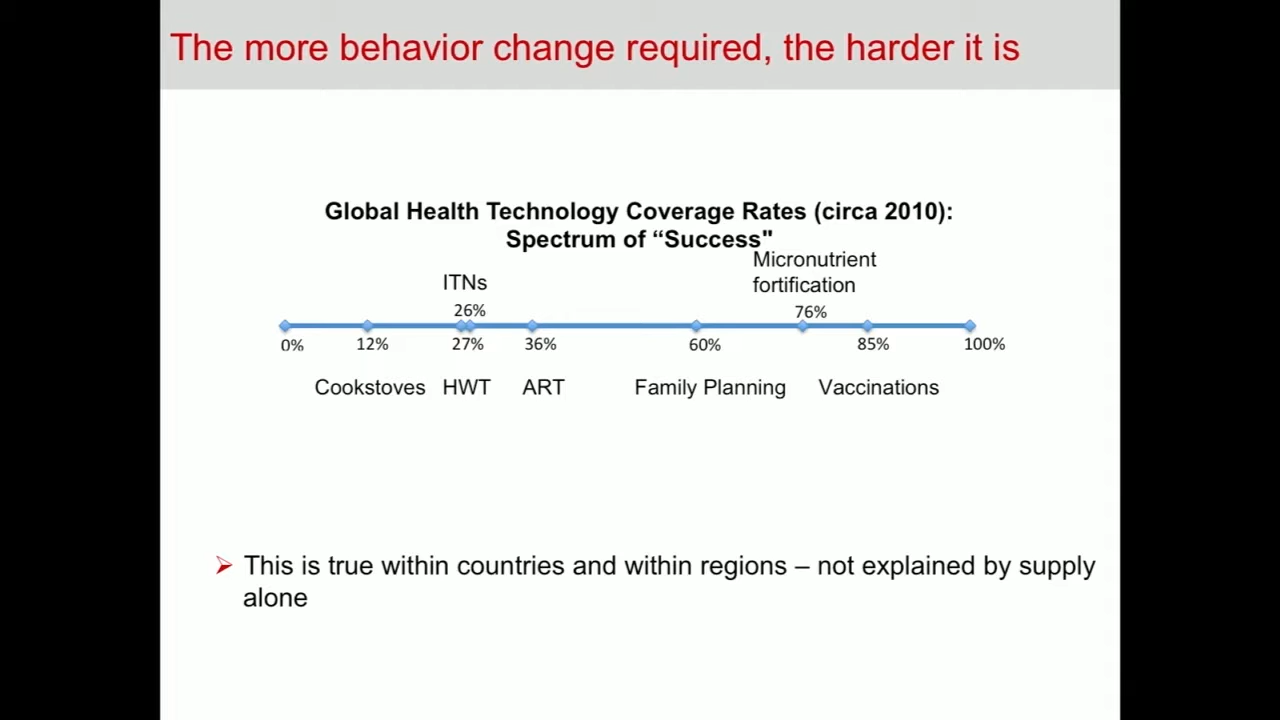 The more behavior change required, the harder it is
Global Health Technology Coverage Rates (circa 2010):
Spectrum of “Success"
Micronutrient
fortification
ITNs
26%
76%
0%
12%
27%
36%
60%
85%
100%
Cookstoves
HWT
ART
Family Planning
Vaccinations
This is true within countries and within regions – not explained by supply
alone